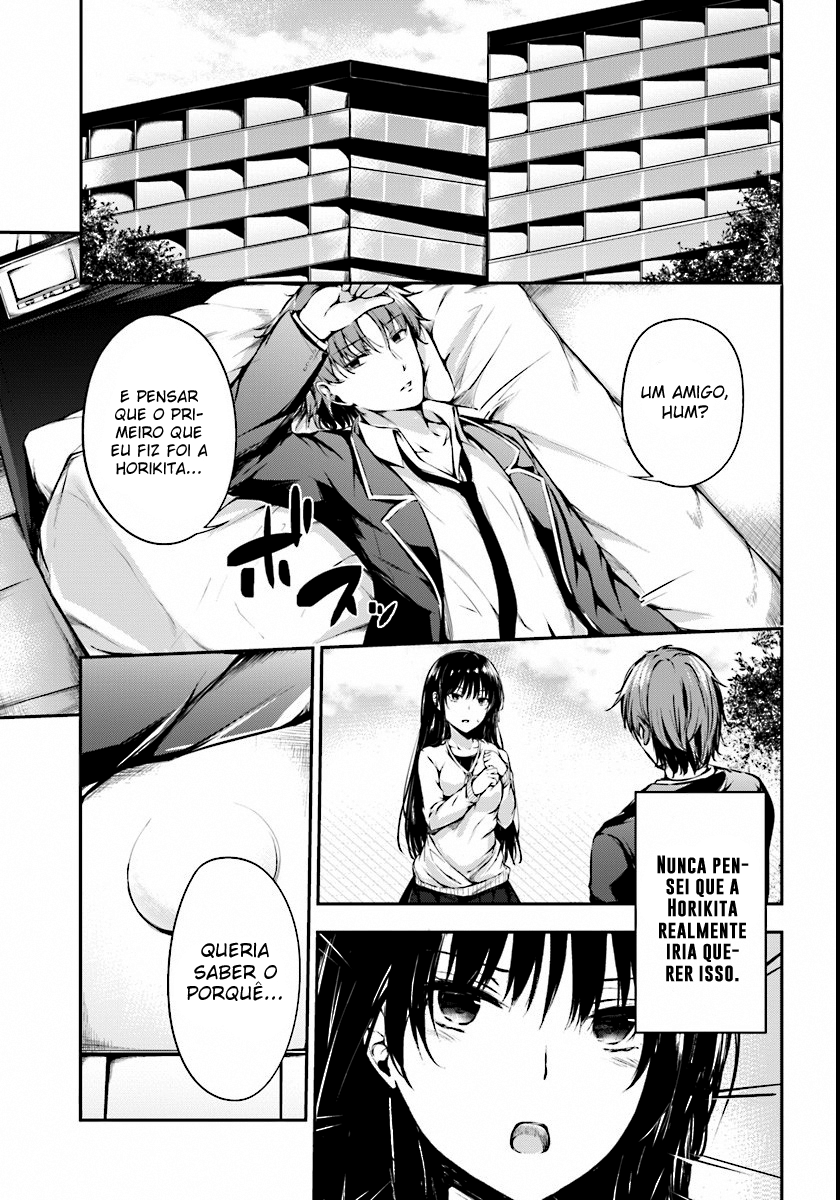 UM AMIGO,
HUM?
E PENSAR
QUE O PRI-
MEIRO QUE
EU FIZ FOI A
HORIKITA...
ボスッ
NUNCA PEN-
SEI QUE A
HORIKITA
REALMENTE
IRIA QUE-
RER ISSO.
QUERIA
SABER O
PORQUÊ...